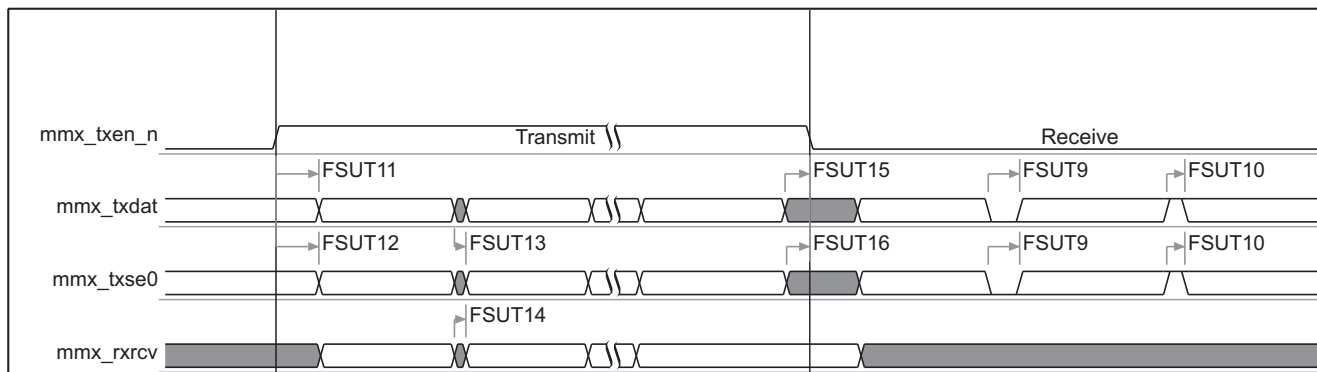 mmx_txen_n Transmit Receive
FSUT11 FSUT15 FSUT9 FSUT10
mmx_txdat
FSUT12 FSUT13 FSUT16 FSUT9 FSUT10
mmx_txse0
FSUT14
mmx_rxrcv